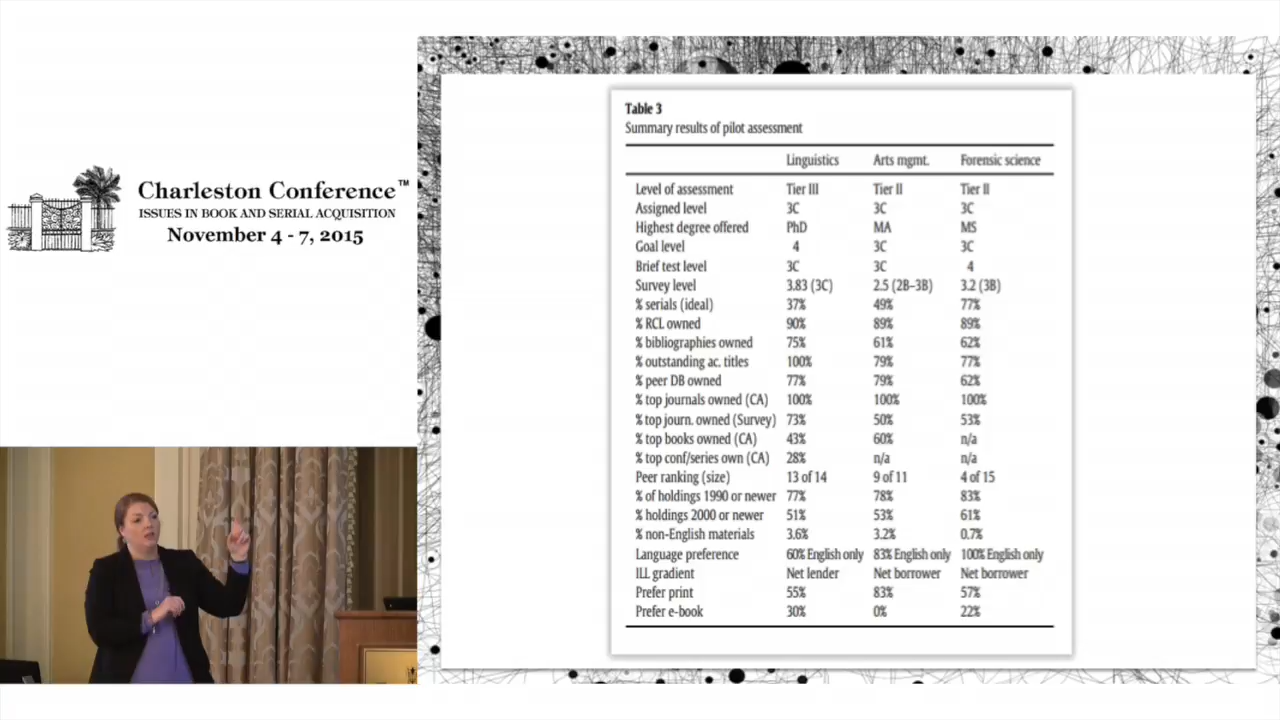 Charleston Conference™
ISSUES IN BOOK AND SERIAL ACQUISITION
November 4 - 7, 2015
Table 3
Summary results of pilot assessment
Linguistics Arts mgmt. Forensic science
Level of assessment Tier III Tier II Tier II
Assigned level 3C 3C 3C
Highest degree offered PhD MA MS
Goal level 4 3C 3C
Brief test level 3C 3C 4
Survey level 3.83 (3C) 2.5 (2B–3B) 3.2 (3B)
% serials (ideal) 37% 49% 77%
% RCL owned 90% 89% 89%
% bibliographies owned 75% 61% 62%
% outstanding ac. titles 100% 79% 77%
% peer DB owned 77% 79% 62%
% top journals owned (CA) 100% 100% 100%
% top journ. owned (Survey) 73% 50% 53%
% top books owned (CA) 43% 60% n/a
% top conf/series own (CA) 28% n/a n/a
Peer ranking (size) 13 of 14 9 of 11 4 of 15
% of holdings 1990 or newer 77% 78% 83%
% holdings 2000 or newer 51% 53% 61%
% non-English materials 3.6% 3.2% 0.7%
Language preference 60% English only 83% English only 100% English only
ILL gradient Net lender Net borrower Net borrower
Prefer print 55% 83% 57%
Prefer e-book 30% 0% 22%